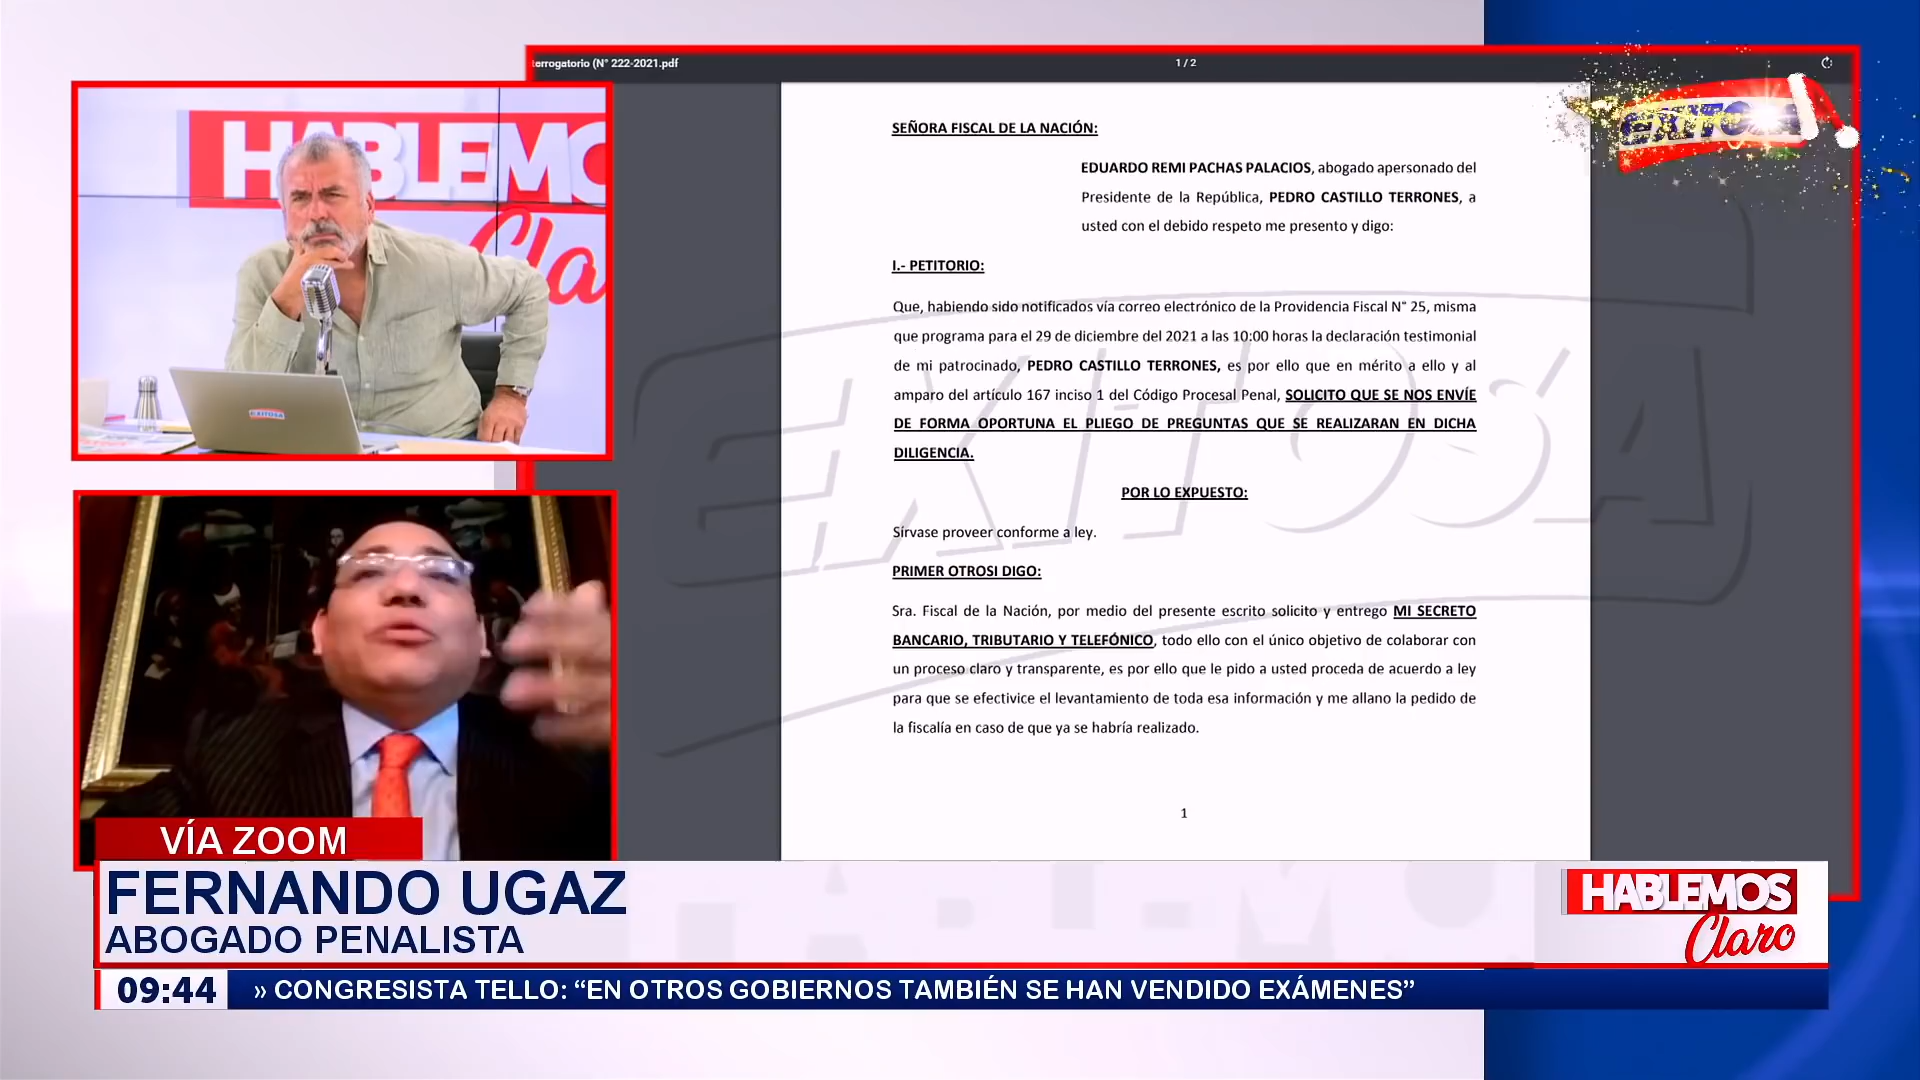 terrogatorio (N° 222-2021.pdf
1 / 2
EXITOSA
HABLEMO
Cla
EXITOSA
SEÑORA FISCAL DE LA NACIÓN:
EDUARDO REMI PACHAS PALACIOS, abogado apersonado del
Presidente de la República, PEDRO CASTILLO TERRONES, a
usted con el debido respeto me presento y digo:
I.- PETITORIO:
Que, habiendo sido notificados vía correo electrónico de la Providencia Fiscal N° 25, misma
que programa para el 29 de diciembre del 2021 a las 10:00 horas la declaración testimonial
de mi patrocinado, PEDRO CASTILLO TERRONES, es por ello que en mérito a ello y al
amparo del artículo 167 inciso 1 del Código Procesal Penal, SOLICITO QUE SE NOS ENVÍE
DE FORMA OPORTUNA EL PLIEGO DE PREGUNTAS QUE SE REALIZARAN EN DICHA
DILIGENCIA.
POR LO EXPUESTO:
Sírvase proveer conforme a ley.
PRIMER OTROSI DIGO:
Sra. Fiscal de la Nación, por medio del presente escrito solicito y entrego MI SECRETO
BANCARIO, TRIBUTARIO Y TELEFÓNICO, todo ello con el único objetivo de colaborar con
un proceso claro y transparente, es por ello que le pido a usted proceda de acuerdo a ley
para que se efectivice el levantamiento de toda esa información y me allano la pedido de
la fiscalía en caso de que ya se habría realizado.
1
EXITOSA
VÍA ZOOM
FERNANDO UGAZ
ABOGADO PENALISTA
HABLEMOS
Claro
09:44
» CONGRESISTA TELLO: “EN OTROS GOBIERNOS TAMBIÉN SE HAN VENDIDO EXÁMENES”